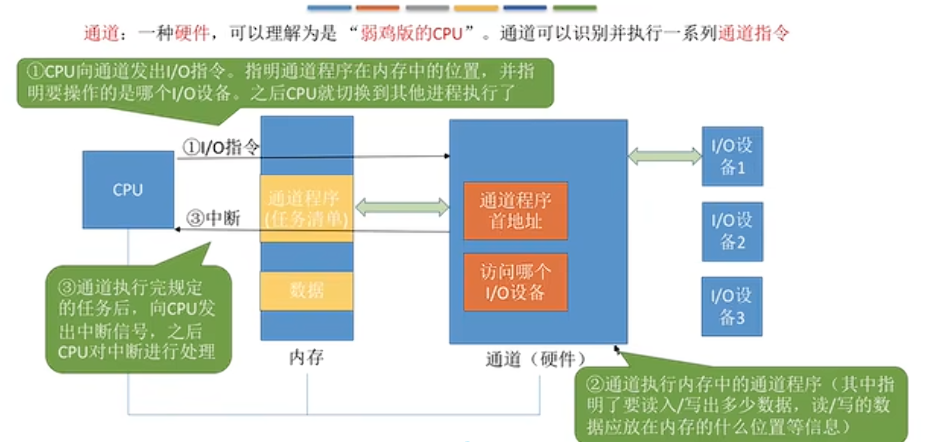 通道：一种硬件，可以理解为是 “弱鸡版的CPU”。通道可以识别并执行一系列通道指令
①CPU向通道发出I/O指令。指明通道程序在内存中的位置，并指
明要操作的是哪个I/O设备。之后CPU就切换到其他进程执行了
①I/O指令
CPU
通道程序
(任务清单)
③中断
数据
内存
通道程序
首地址
访问哪个
I/O设备
通道（硬件）
I/O设
备1
I/O设
备2
I/O设
备3
③通道执行完规定
的任务后，向CPU发
出中断信号，之后
CPU对中断进行处理
②通道执行内存中的通道程序（其中指
明了要读入/写出多少数据，读/写的数
据应放在内存的什么位置等信息）